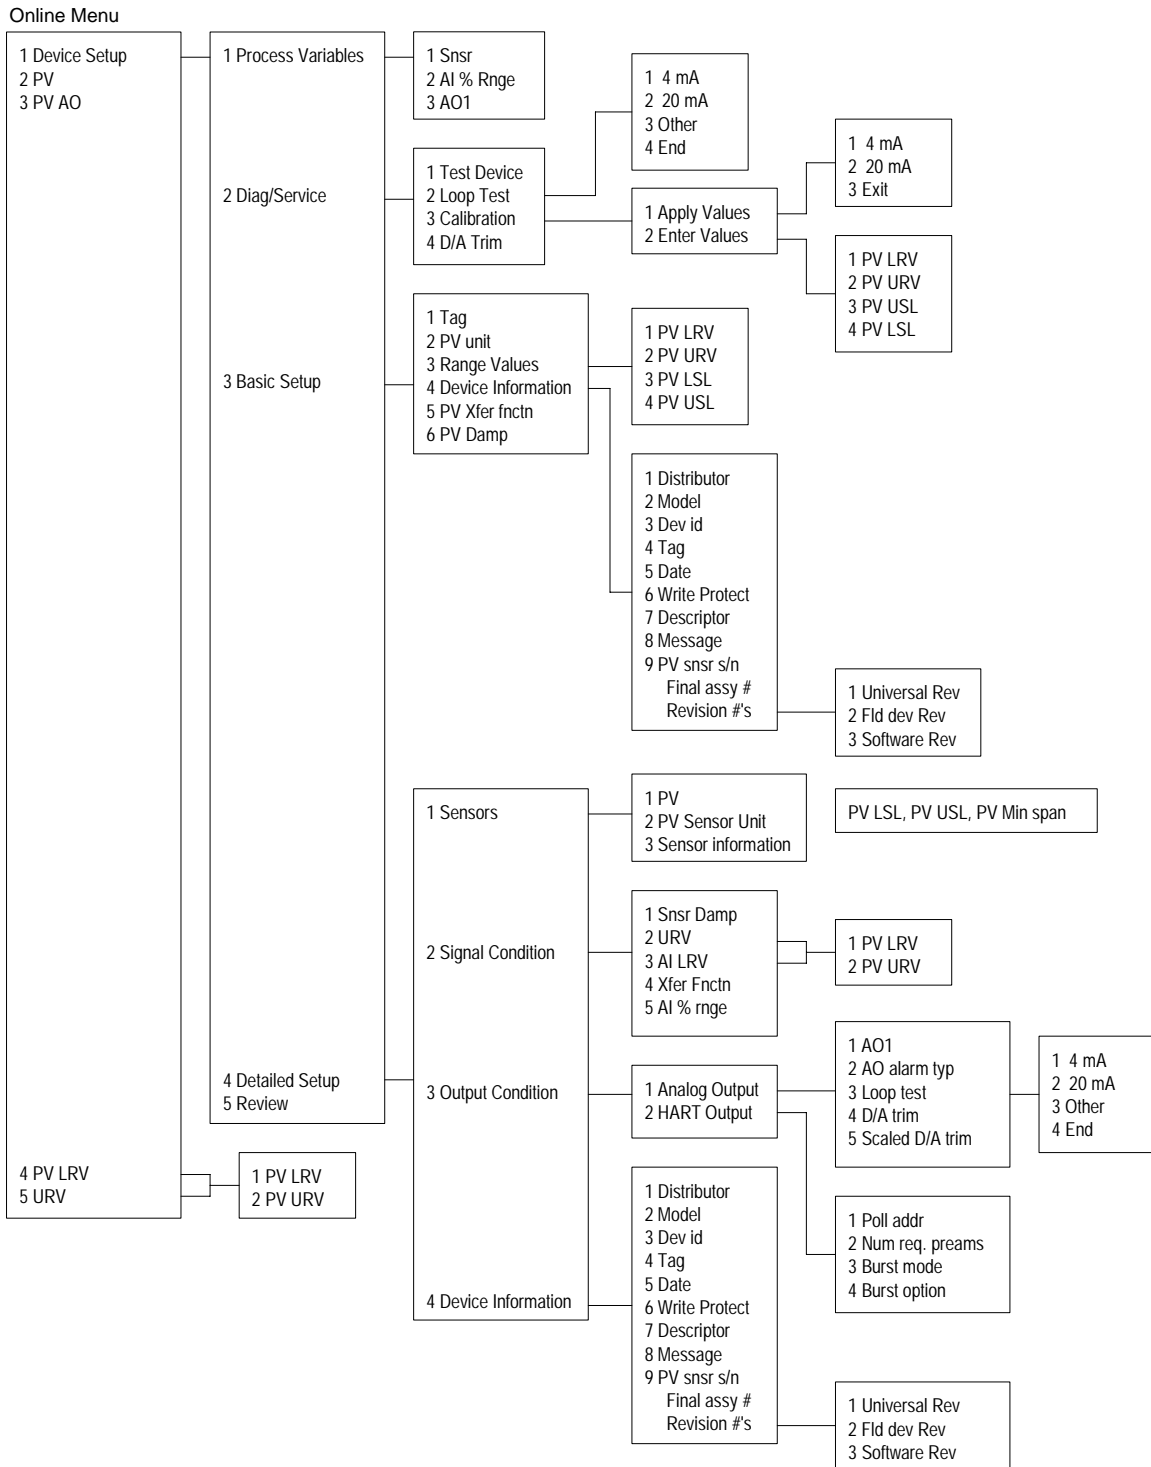 Online Menu
1 Device Setup
2 PV
3 PV AO
4 PV LRV
5 URV
1 PV LRV
2 PV URV
1 Process Variables
2 Diag/Service
3 Basic Setup
4 Detailed Setup
5 Review
1 Snsr
2 AI % Rnge
3 AO1
1 Test Device
2 Loop Test
3 Calibration
4 D/A Trim
1 4 mA
2 20 mA
3 Other
4 End
1 Apply Values
2 Enter Values
1 4 mA
2 20 mA
3 Exit
1 PV LRV
2 PV URV
3 PV USL
4 PV LSL
1 Tag
2 PV unit
3 Range Values
4 Device Information
5 PV Xfer fnctn
6 PV Damp
1 PV LRV
2 PV URV
3 PV LSL
4 PV USL
1 Distributor
2 Model
3 Dev id
4 Tag
5 Date
6 Write Protect
7 Descriptor
8 Message
9 PV snsr s/n
Final assy #
Revision #'s
1 Universal Rev
2 Fld dev Rev
3 Software Rev
1 Sensors
2 Signal Condition
3 Output Condition
4 Device Information
1 PV
2 PV Sensor Unit
3 Sensor information
PV LSL, PV USL, PV Min span
1 Snsr Damp
2 URV
3 AI LRV
4 Xfer Fnctn
5 AI % rnge
1 PV LRV
2 PV URV
1 Analog Output
2 HART Output
1 AO1
2 AO alarm typ
3 Loop test
4 D/A trim
5 Scaled D/A trim
1 4 mA
2 20 mA
3 Other
4 End
1 Poll addr
2 Num req. preams
3 Burst mode
4 Burst option
1 Distributor
2 Model
3 Dev id
4 Tag
5 Date
6 Write Protect
7 Descriptor
8 Message
9 PV snsr s/n
Final assy #
Revision #'s
1 Universal Rev
2 Fld dev Rev
3 Software Rev